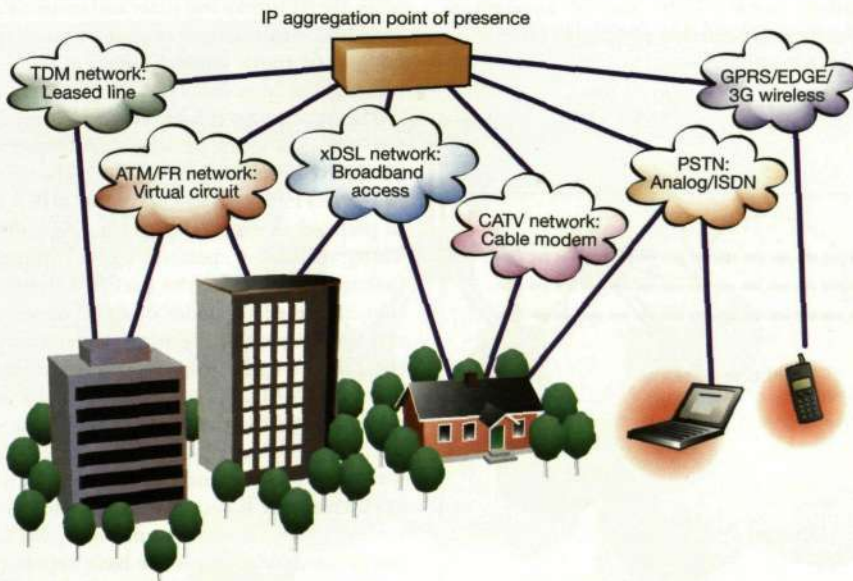 IP aggregation point of presence
TDM network:
Leased line
GPRS/EDGE/
3G wireless
ATM/FR network:
Virtual circuit
xDSL network:
Broadband
access
PSTN:
Analog/ISDN
CATV network:
Cable modem